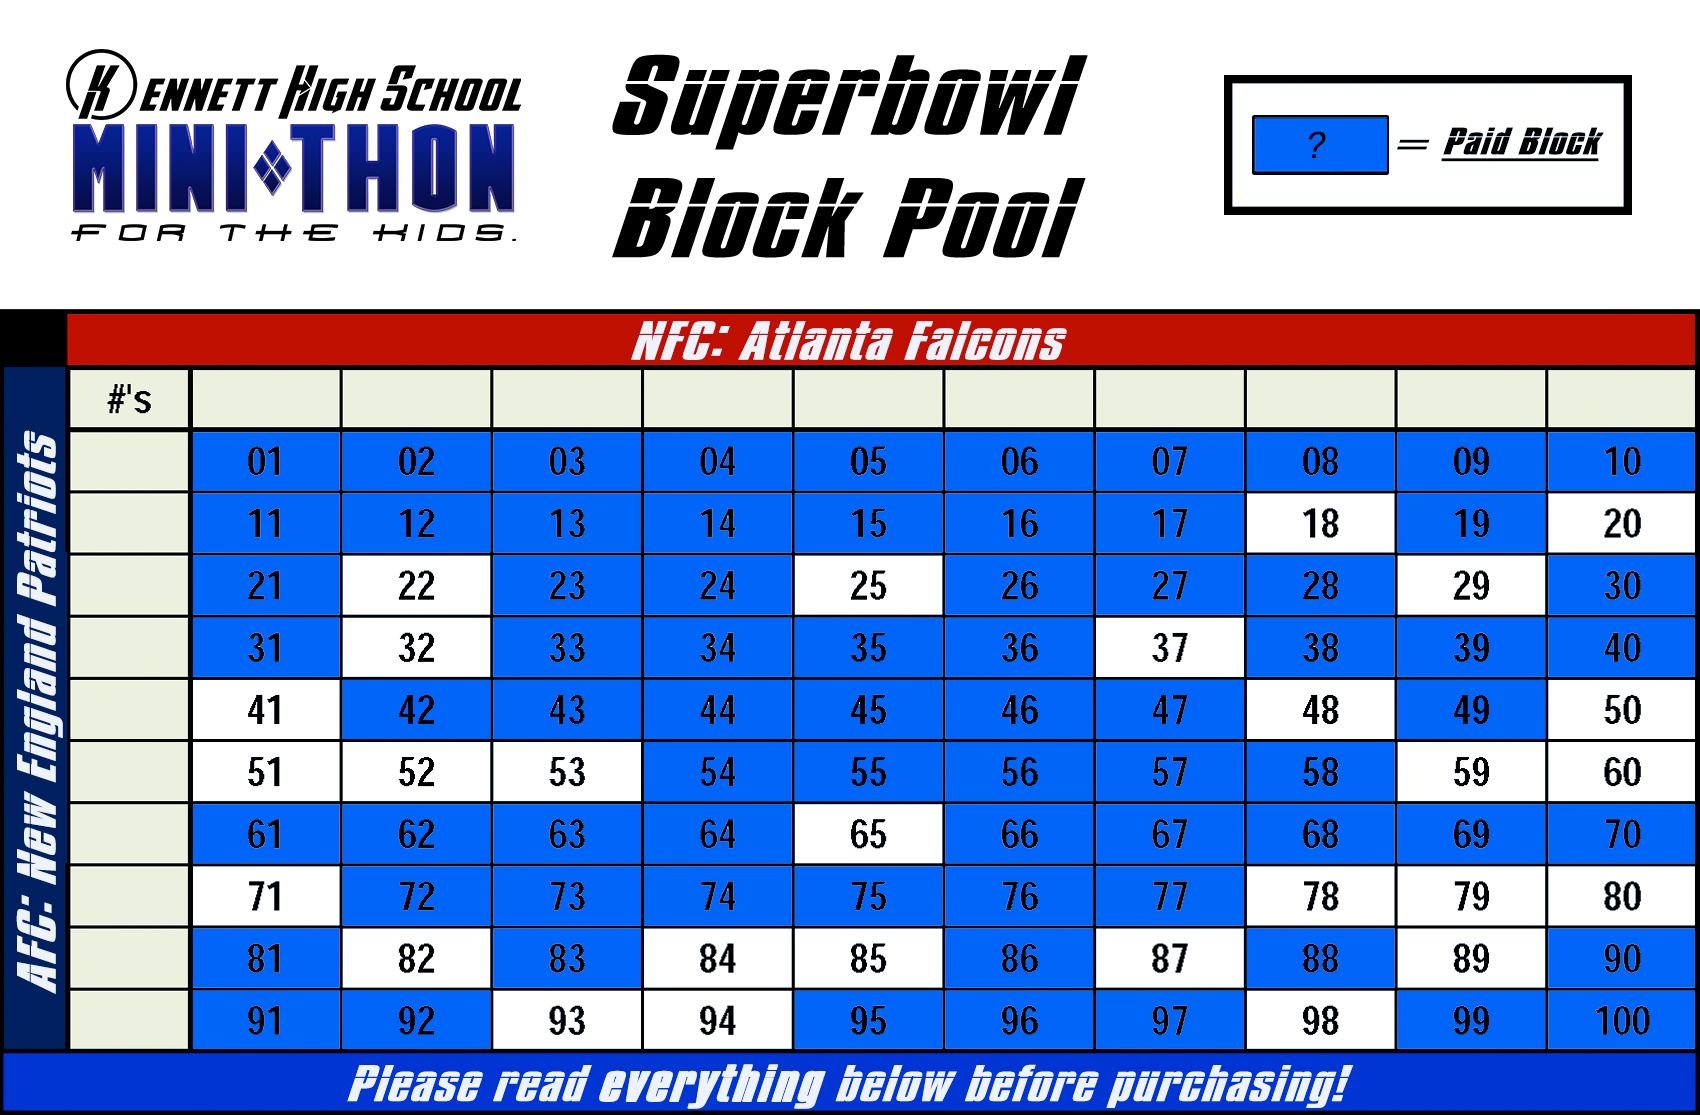 KENNETT HIGH SCHOOL
MINI THON
FOR THE KIDS.
Superbowl
Block Pool
? = Paid Block
NFC: Atlanta Falcons
AFC: New England Patriots
#'s
01 02 03 04 05 06 07 08 09 10
11 12 13 14 15 16 17 18 19 20
21 22 23 24 25 26 27 28 29 30
31 32 33 34 35 36 37 38 39 40
41 42 43 44 45 46 47 48 49 50
51 52 53 54 55 56 57 58 59 60
61 62 63 64 65 66 67 68 69 70
71 72 73 74 75 76 77 78 79 80
81 82 83 84 85 86 87 88 89 90
91 92 93 94 95 96 97 98 99 100
Please read everything below before purchasing!